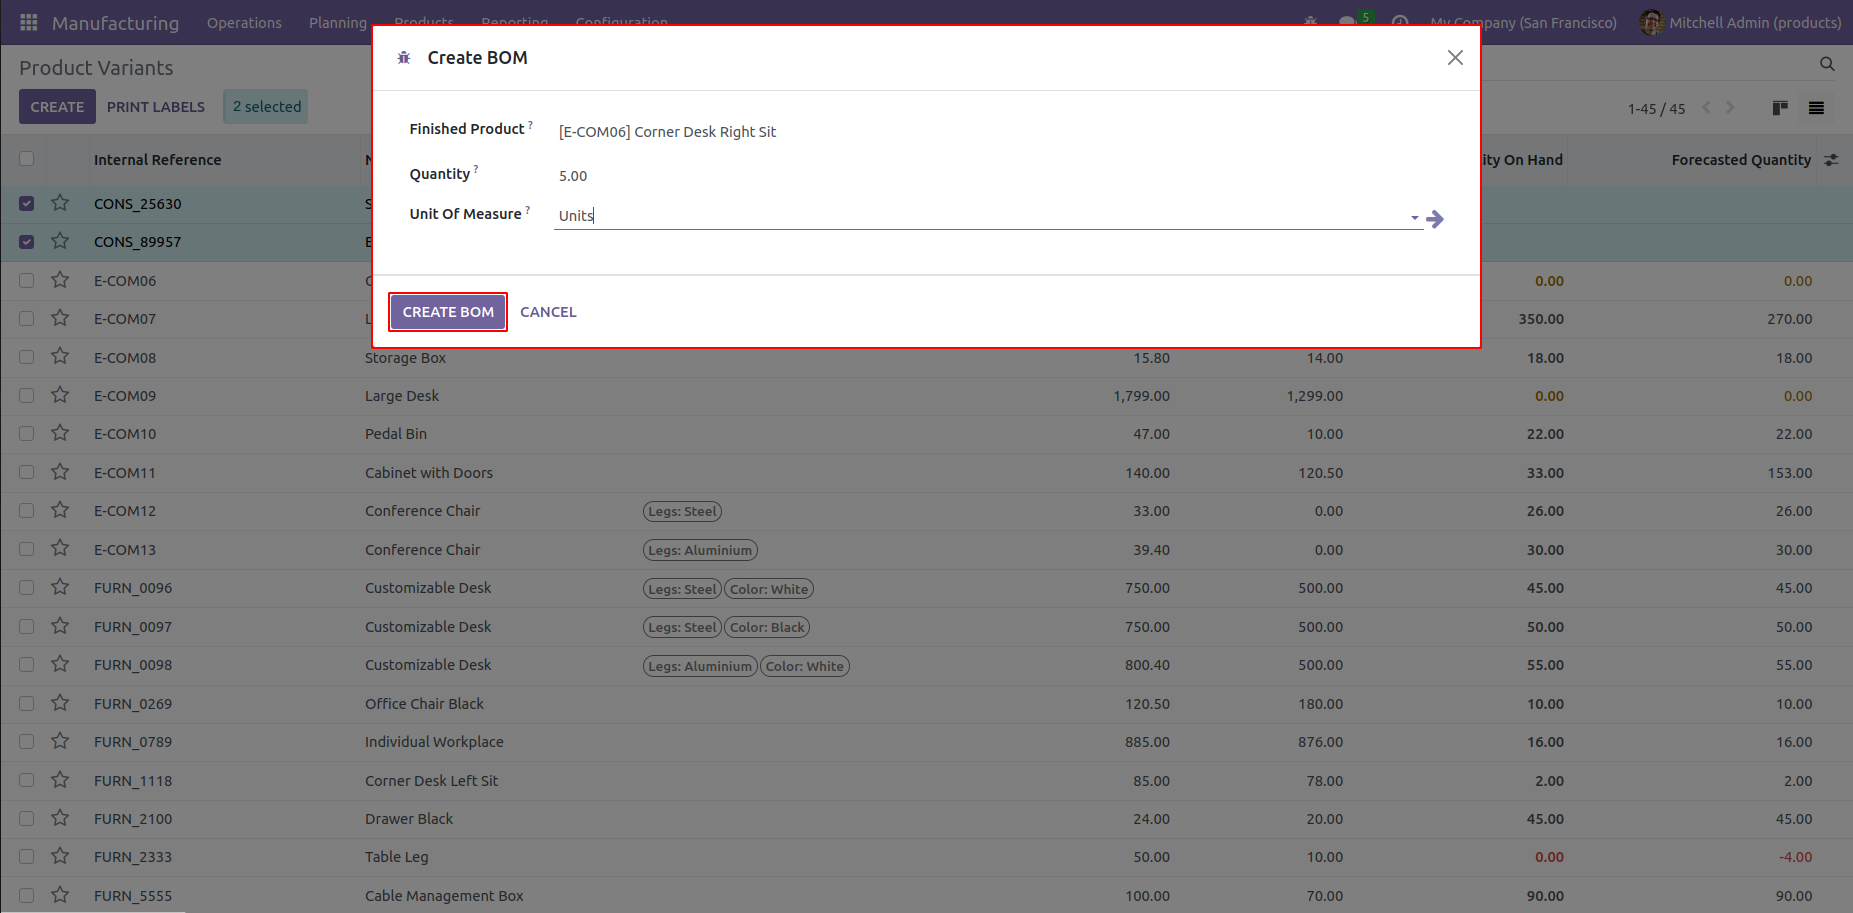 Manufacturing Operations Planning Products Reporting Configuration 5 My Company (San Francisco) Mitchell Admin (products)
Product Variants
CREATE PRINT LABELS 2 selected 1-45 / 45
Create BOM
Finished Product ? [E-COM06] Corner Desk Right Sit
Quantity ? 5.00
Unit Of Measure ? Units
CREATE BOM CANCEL
Internal Reference ity On Hand Forecasted Quantity
CONS_25630
CONS_89957
E-COM06 0.00 0.00
E-COM07 350.00 270.00
E-COM08 Storage Box 15.80 14.00 18.00 18.00
E-COM09 Large Desk 1,799.00 1,299.00 0.00 0.00
E-COM10 Pedal Bin 47.00 10.00 22.00 22.00
E-COM11 Cabinet with Doors 140.00 120.50 33.00 153.00
E-COM12 Conference Chair Legs: Steel 33.00 0.00 26.00 26.00
E-COM13 Conference Chair Legs: Aluminium 39.40 0.00 30.00 30.00
FURN_0096 Customizable Desk Legs: Steel Color: White 750.00 500.00 45.00 45.00
FURN_0097 Customizable Desk Legs: Steel Color: Black 750.00 500.00 50.00 50.00
FURN_0098 Customizable Desk Legs: Aluminium Color: White 800.40 500.00 55.00 55.00
FURN_0269 Office Chair Black 120.50 180.00 10.00 10.00
FURN_0789 Individual Workplace 885.00 876.00 16.00 16.00
FURN_1118 Corner Desk Left Sit 85.00 78.00 2.00 2.00
FURN_2100 Drawer Black 24.00 20.00 45.00 45.00
FURN_2333 Table Leg 50.00 10.00 0.00 -4.00
FURN_5555 Cable Management Box 100.00 70.00 90.00 90.00